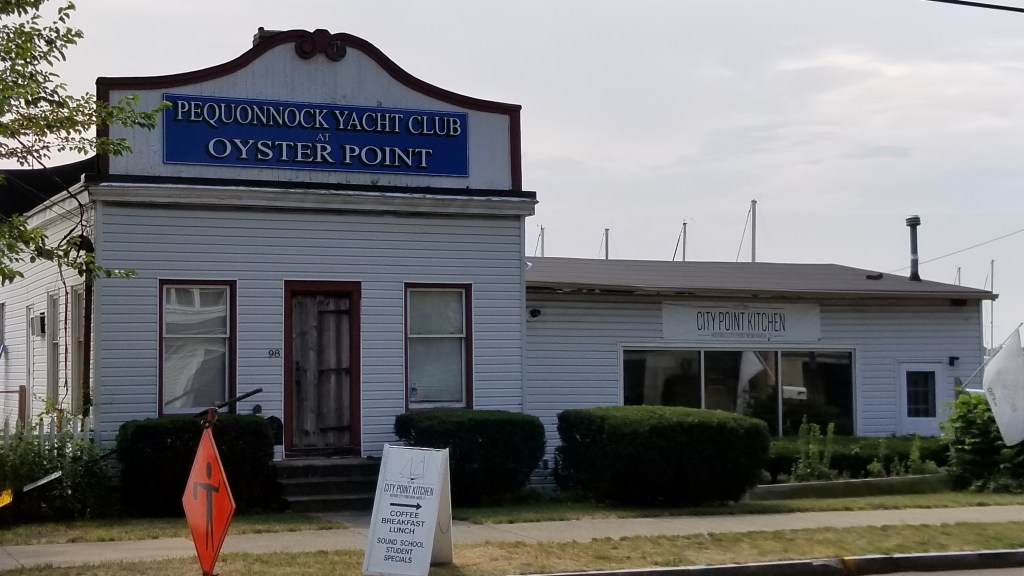 PEQUONNOCK YACHT CLUB
AT
OYSTER POINT
98
CITY POINT KITCHEN
CITY POINT KITCHEN
COFFEE
BREAKFAST
LUNCH
SOUND SCHOOL
STUDENT
SPECIALS